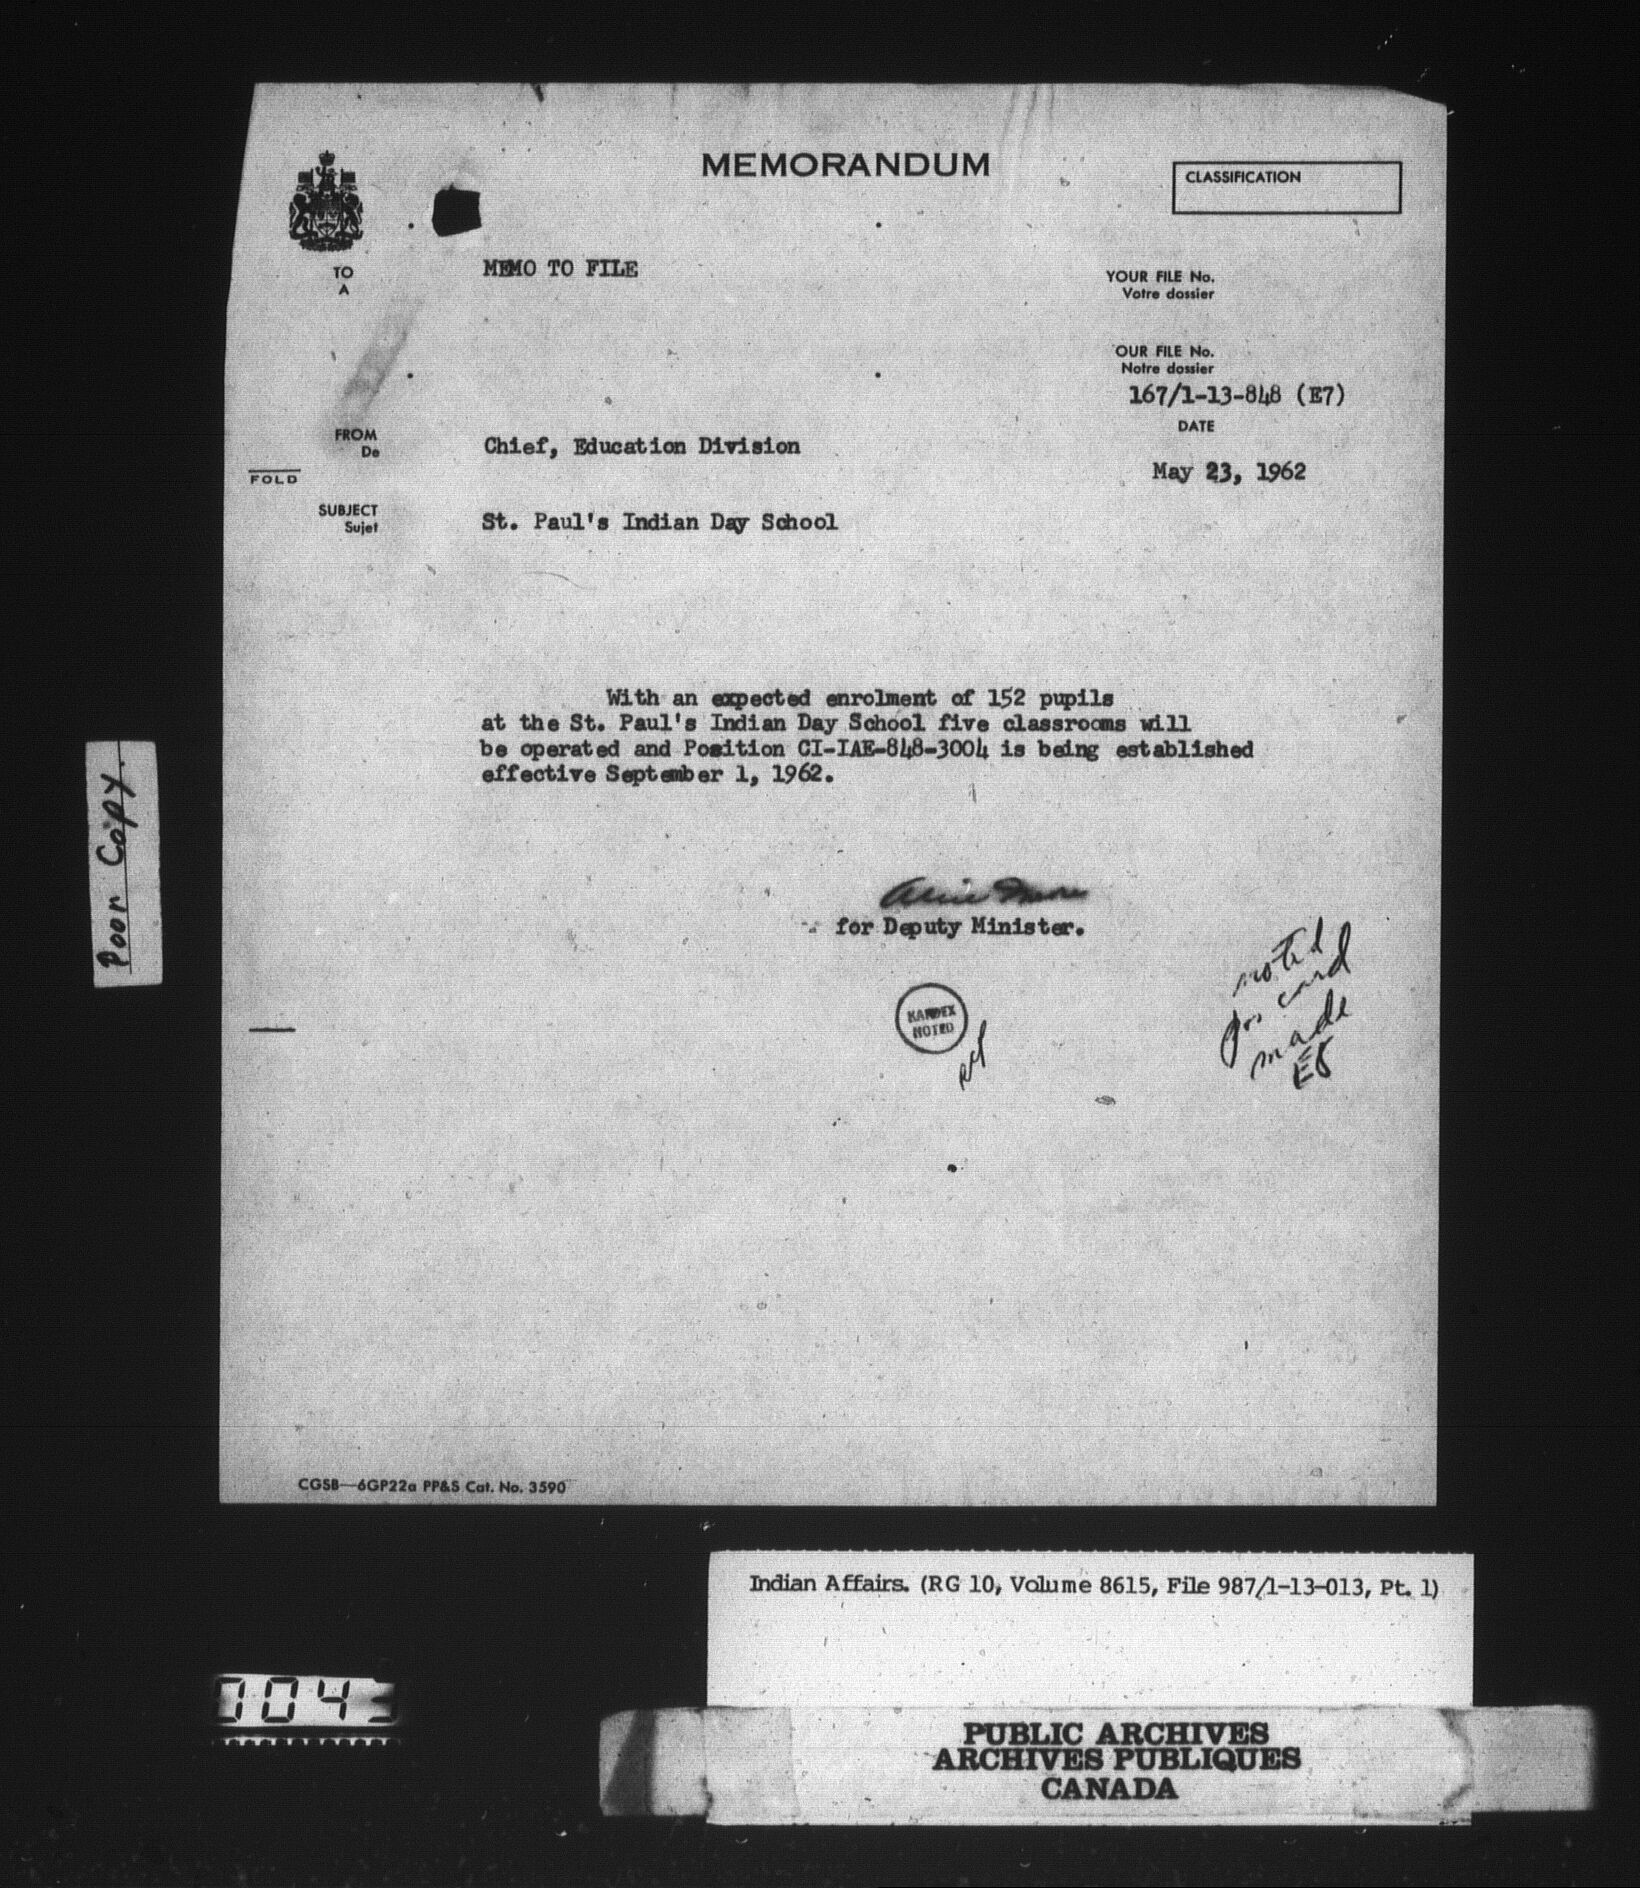 MEMORANDUM
CLASSIFICATION
TO
A
MEMO TO FILE
YOUR FILE No.
Votre dossier
OUR FILE No.
Notre dossier
167/1-13-848 (E7)
DATE
May 23, 1962
FROM
De
Chief, Education Division
FOLD
SUBJECT
Sujet
St. Paul's Indian Day School
With an expected enrolment of 152 pupils
at the St. Paul's Indian Day School five classrooms will
be operated and Position CI-IAE-848-3004 is being established
effective September 1, 1962.
for Deputy Minister.
KARDEX
NOTED
noted
card
made
Poor Copy.
CGSB—6GP22a PP&S Cat. No. 3590
Indian Affairs. (RG 10, Volume 8615, File 987/1-13-013, Pt. 1)
PUBLIC ARCHIVES
ARCHIVES PUBLIQUES
CANADA